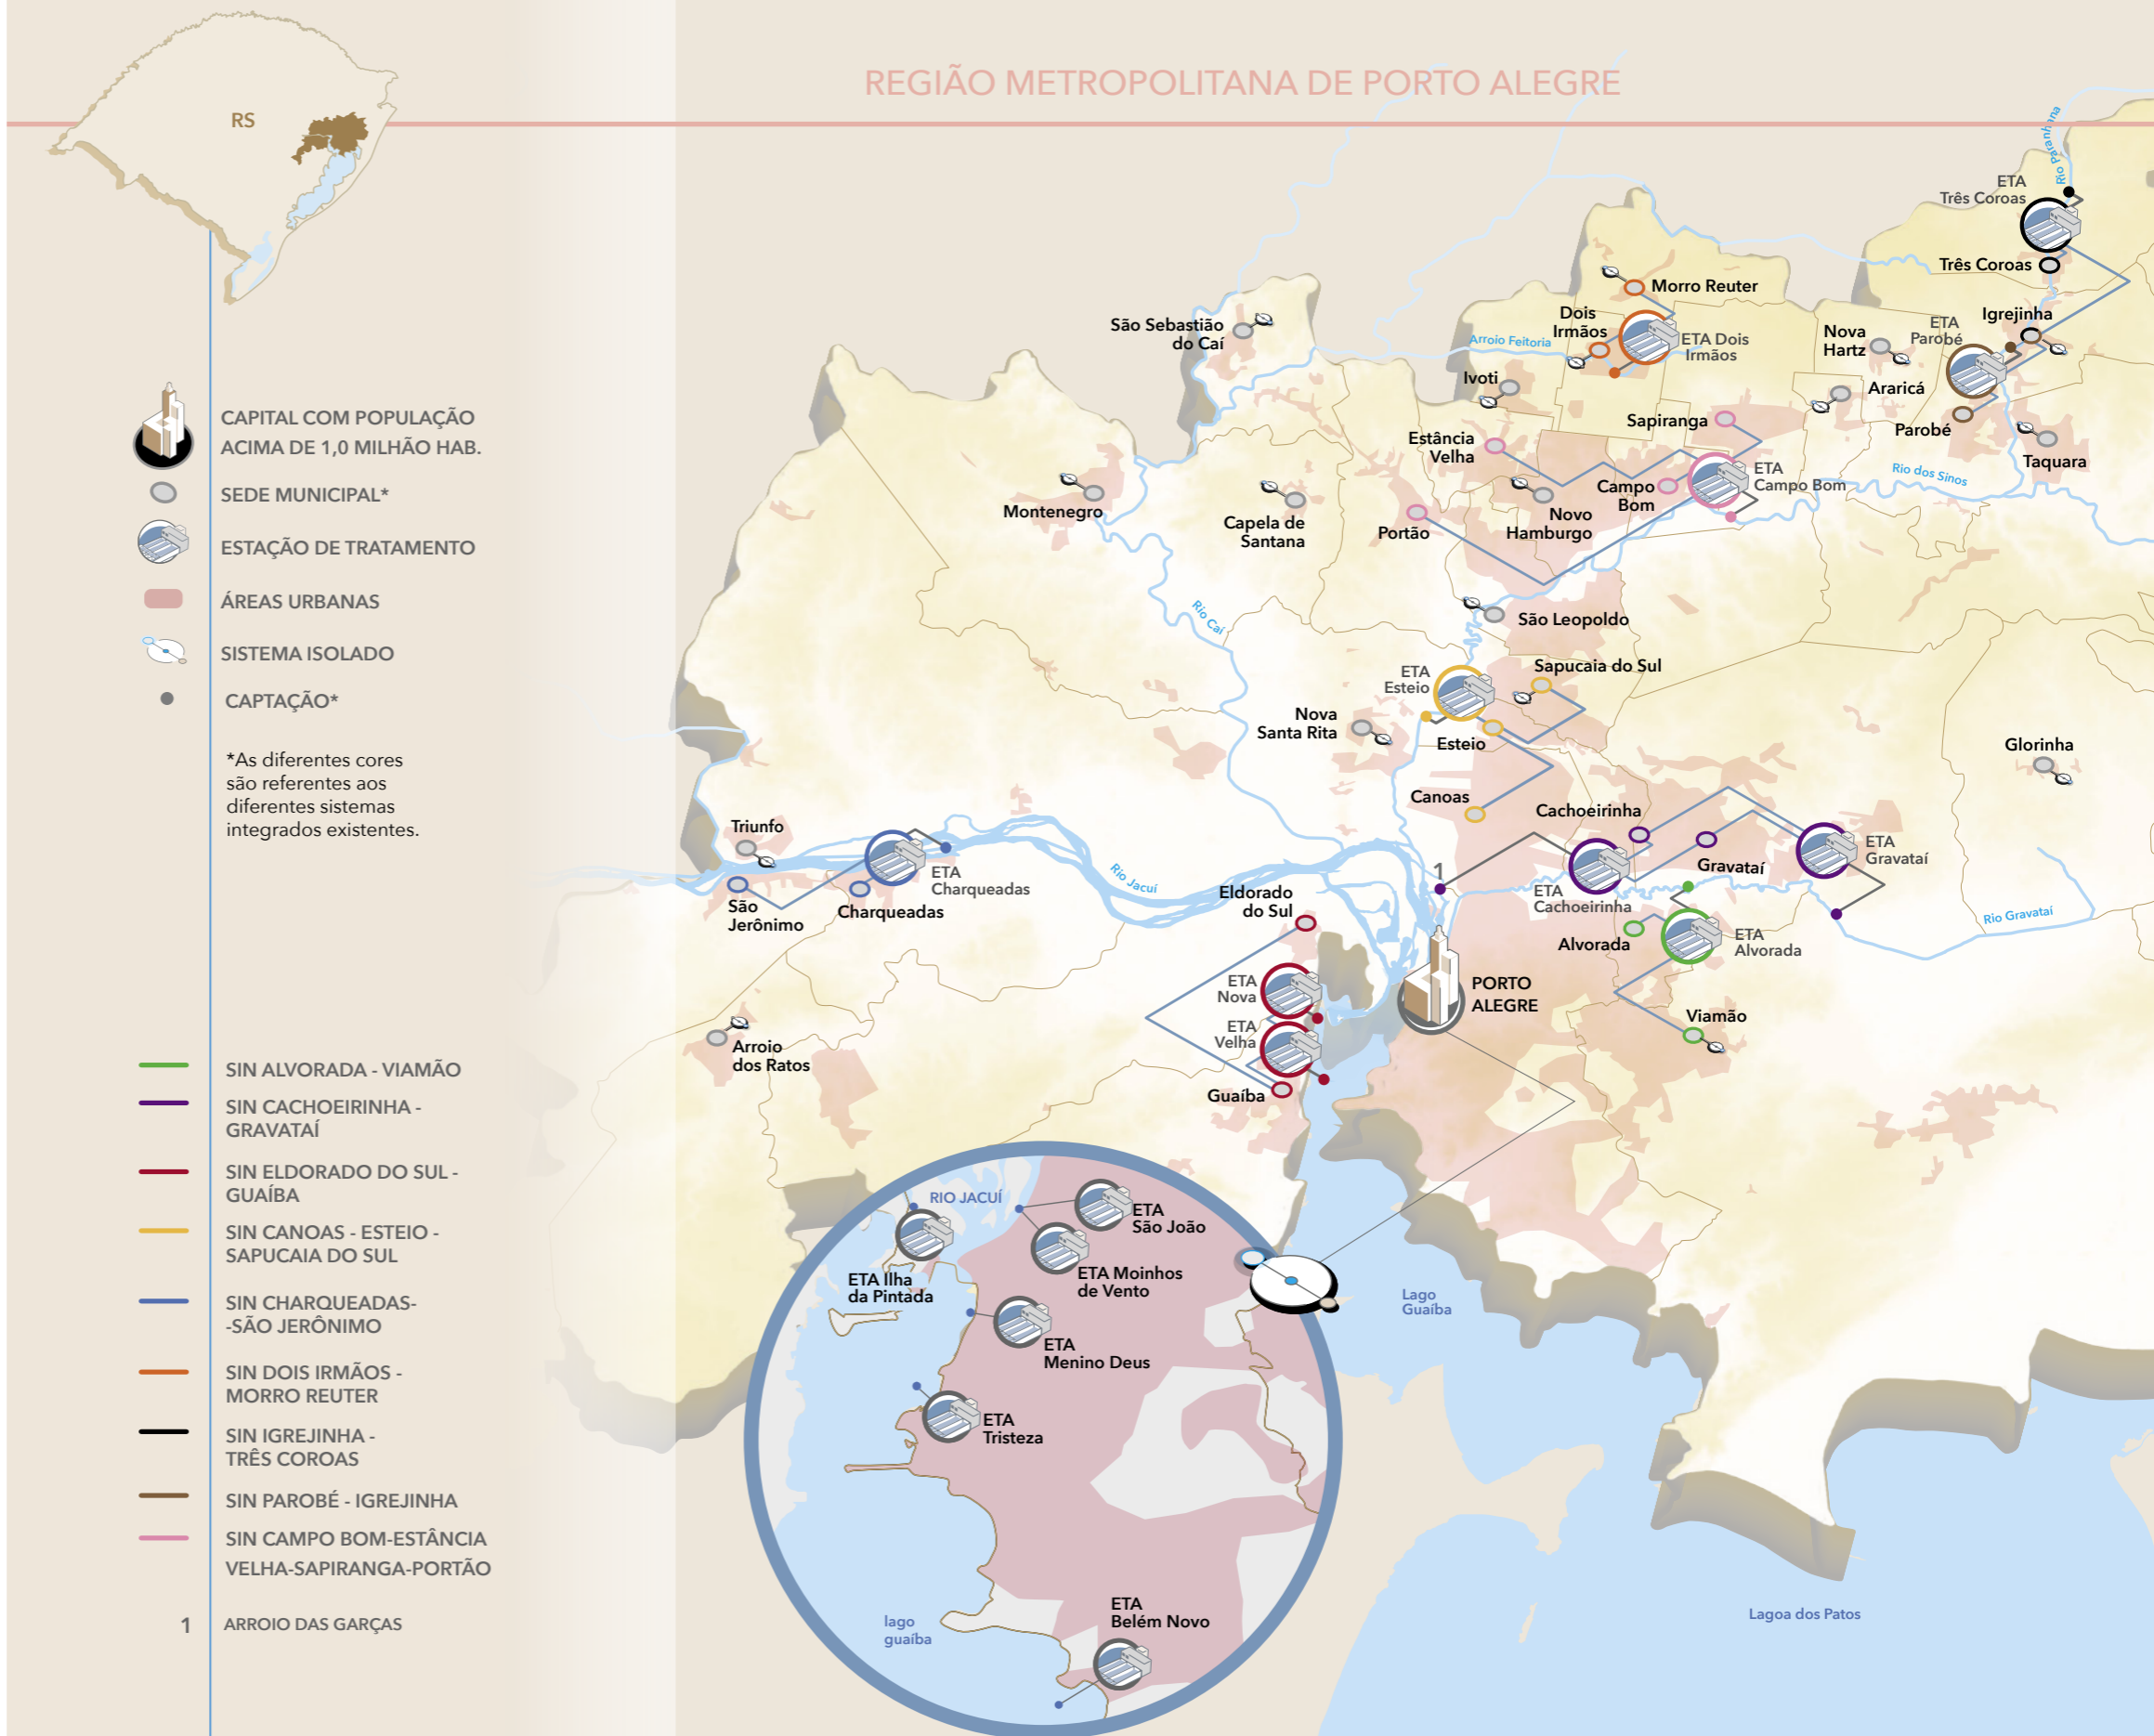 REGIÃO METROPOLITANA DE PORTO ALEGRE
RS
CAPITAL COM POPULAÇÃO
ACIMA DE 1,0 MILHÃO HAB.
SEDE MUNICIPAL*
ESTAÇÃO DE TRATAMENTO
ÁREAS URBANAS
SISTEMA ISOLADO
CAPTAÇÃO*
*As diferentes cores
são referentes aos
diferentes sistemas
integrados existentes.
SIN ALVORADA - VIAMÃO
SIN CACHOEIRINHA -
GRAVATAÍ
SIN ELDORADO DO SUL -
GUAÍBA
SIN CANOAS - ESTEIO -
SAPUCAIA DO SUL
SIN CHARQUEADAS-
-SÃO JERÔNIMO
SIN DOIS IRMÃOS -
MORRO REUTER
SIN IGREJINHA -
TRÊS COROAS
SIN PAROBÉ - IGREJINHA
SIN CAMPO BOM-ESTÂNCIA
VELHA-SAPIRANGA-PORTÃO
1 ARROIO DAS GARÇAS
Rio Paranhana
ETA
Três Coroas
Três Coroas
Morro Reuter
Dois
Irmãos
ETA Dois
Irmãos
Arroio Feitoria
São Sebastião
do Caí
Nova
Hartz
ETA
Parobé
Igrejinha
Ivoti
Araricá
Parobé
Taquara
Sapiranga
Estância
Velha
ETA
Campo Bom
Rio dos Sinos
Campo
Bom
Novo
Hamburgo
Portão
Montenegro
Capela de
Santana
Rio Caí
São Leopoldo
Sapucaia do Sul
ETA
Esteio
Nova
Santa Rita
Esteio
Glorinha
Canoas
Cachoeirinha
Gravataí
ETA
Gravataí
Triunfo
ETA
Charqueadas
São
Jerônimo
Charqueadas
Rio Jacuí
1
ETA
Cachoeirinha
Eldorado
do Sul
Alvorada
ETA
Alvorada
Rio Gravataí
ETA
Nova
PORTO
ALEGRE
Viamão
ETA
Velha
Arroio
dos Ratos
Guaíba
RIO JACUÍ
ETA
São João
ETA Ilha
da Pintada
ETA Moinhos
de Vento
ETA
Menino Deus
ETA
Tristeza
Lago
Guaíba
ETA
Belém Novo
lago
guaíba
Lagoa dos Patos